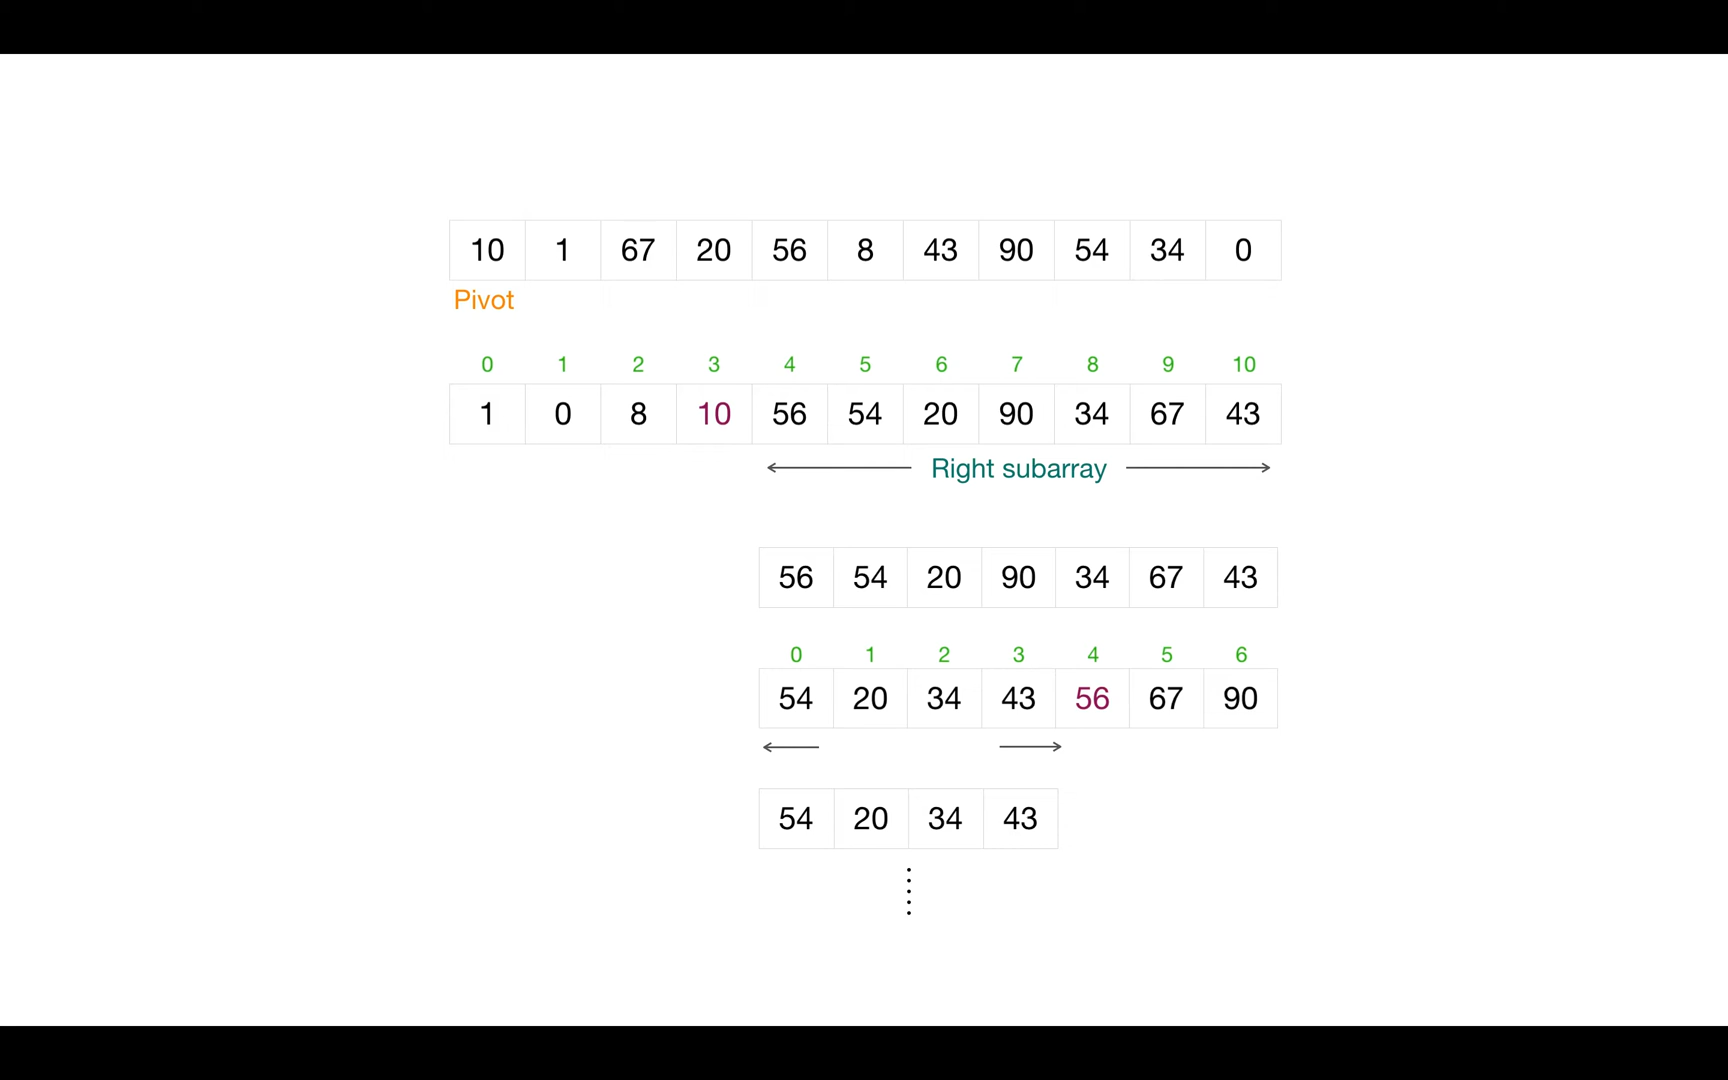 10 1 67 20 56 8 43 90 54 34 0
Pivot
0 1 2 3 4 5 6 7 8 9 10
1 0 8 10 56 54 20 90 34 67 43
Right subarray
56 54 20 90 34 67 43
0 1 2 3 4 5 6
54 20 34 43 56 67 90
54 20 34 43